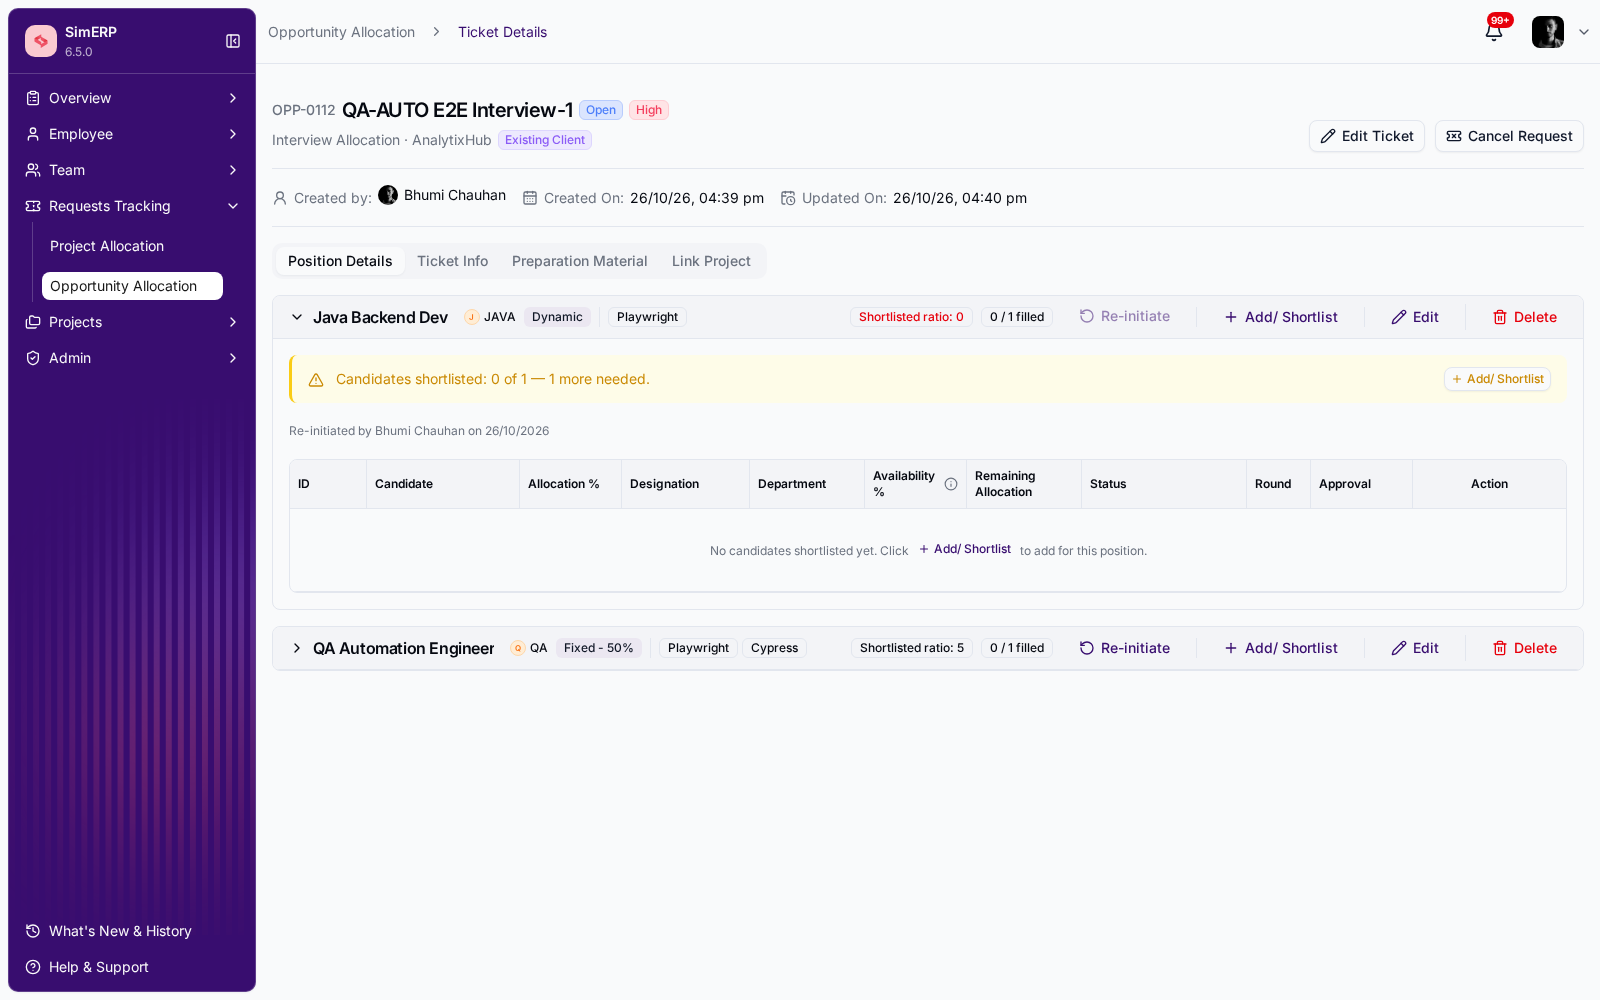 SimERP
6.5.0
Overview
Employee
Team
Requests Tracking
Project Allocation
Opportunity Allocation
Projects
Admin
What's New & History
Help & Support
Opportunity Allocation > Ticket Details
99+
OPP-0112 QA-AUTO E2E Interview-1 Open High
Interview Allocation · AnalytixHub Existing Client
Edit Ticket Cancel Request
Created by: Bhumi Chauhan Created On: 26/10/26, 04:39 pm Updated On: 26/10/26, 04:40 pm
Position Details Ticket Info Preparation Material Link Project
Java Backend Dev J JAVA Dynamic Playwright Shortlisted ratio: 0 0 / 1 filled Re-initiate + Add/ Shortlist Edit Delete
Candidates shortlisted: 0 of 1 — 1 more needed. + Add/ Shortlist
Re-initiated by Bhumi Chauhan on 26/10/2026
ID Candidate Allocation % Designation Department Availability % Remaining Allocation Status Round Approval Action
No candidates shortlisted yet. Click + Add/ Shortlist to add for this position.
QA Automation Engineer Q QA Fixed - 50% Playwright Cypress Shortlisted ratio: 5 0 / 1 filled Re-initiate + Add/ Shortlist Edit Delete